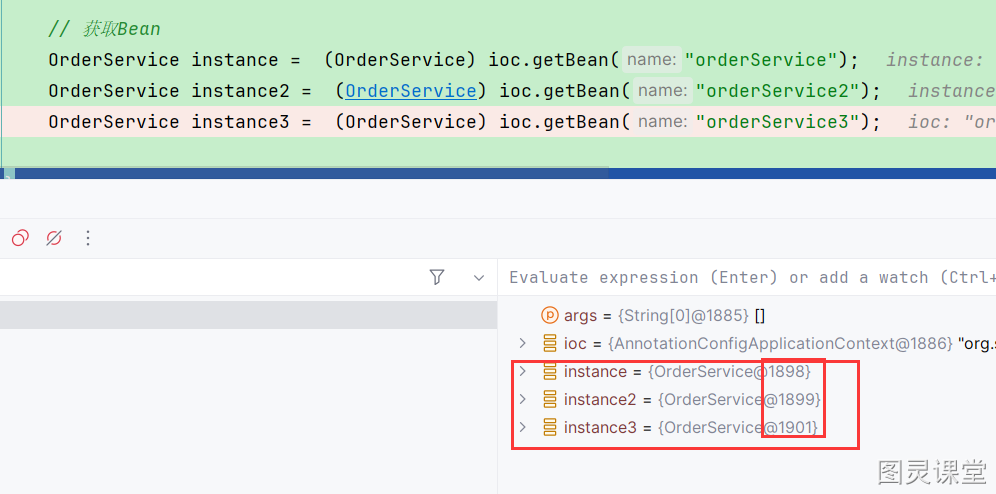 // 获取Bean
OrderService instance = (OrderService) ioc.getBean( name: "orderService"); instance:
OrderService instance2 = (OrderService) ioc.getBean( name: "orderService2"); instance
OrderService instance3 = (OrderService) ioc.getBean( name: "orderService3"); ioc: "or
Evaluate expression (Enter) or add a watch (Ctrl+
args = {String[0]@1885} []
ioc = {AnnotationConfigApplicationContext@1886} "org.s
instance = {OrderService@1898}
instance2 = {OrderService@1899}
instance3 = {OrderService@1901}
图灵课堂